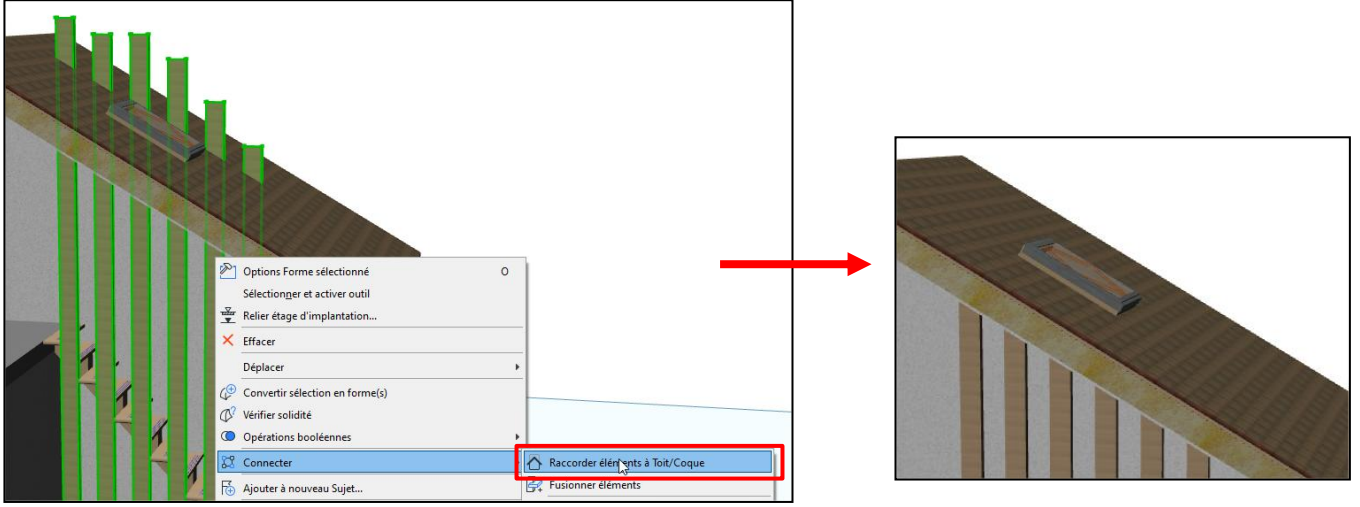 Options Forme sélectionné O
Sélectionner et activer outil
Relier étage d'implantation...
Effacer
Déplacer
Convertir sélection en forme(s)
Vérifier solidité
Opérations booléennes
Connecter
Raccorder éléments à Toit/Coque
Ajouter à nouveau Sujet...
Fusionner éléments